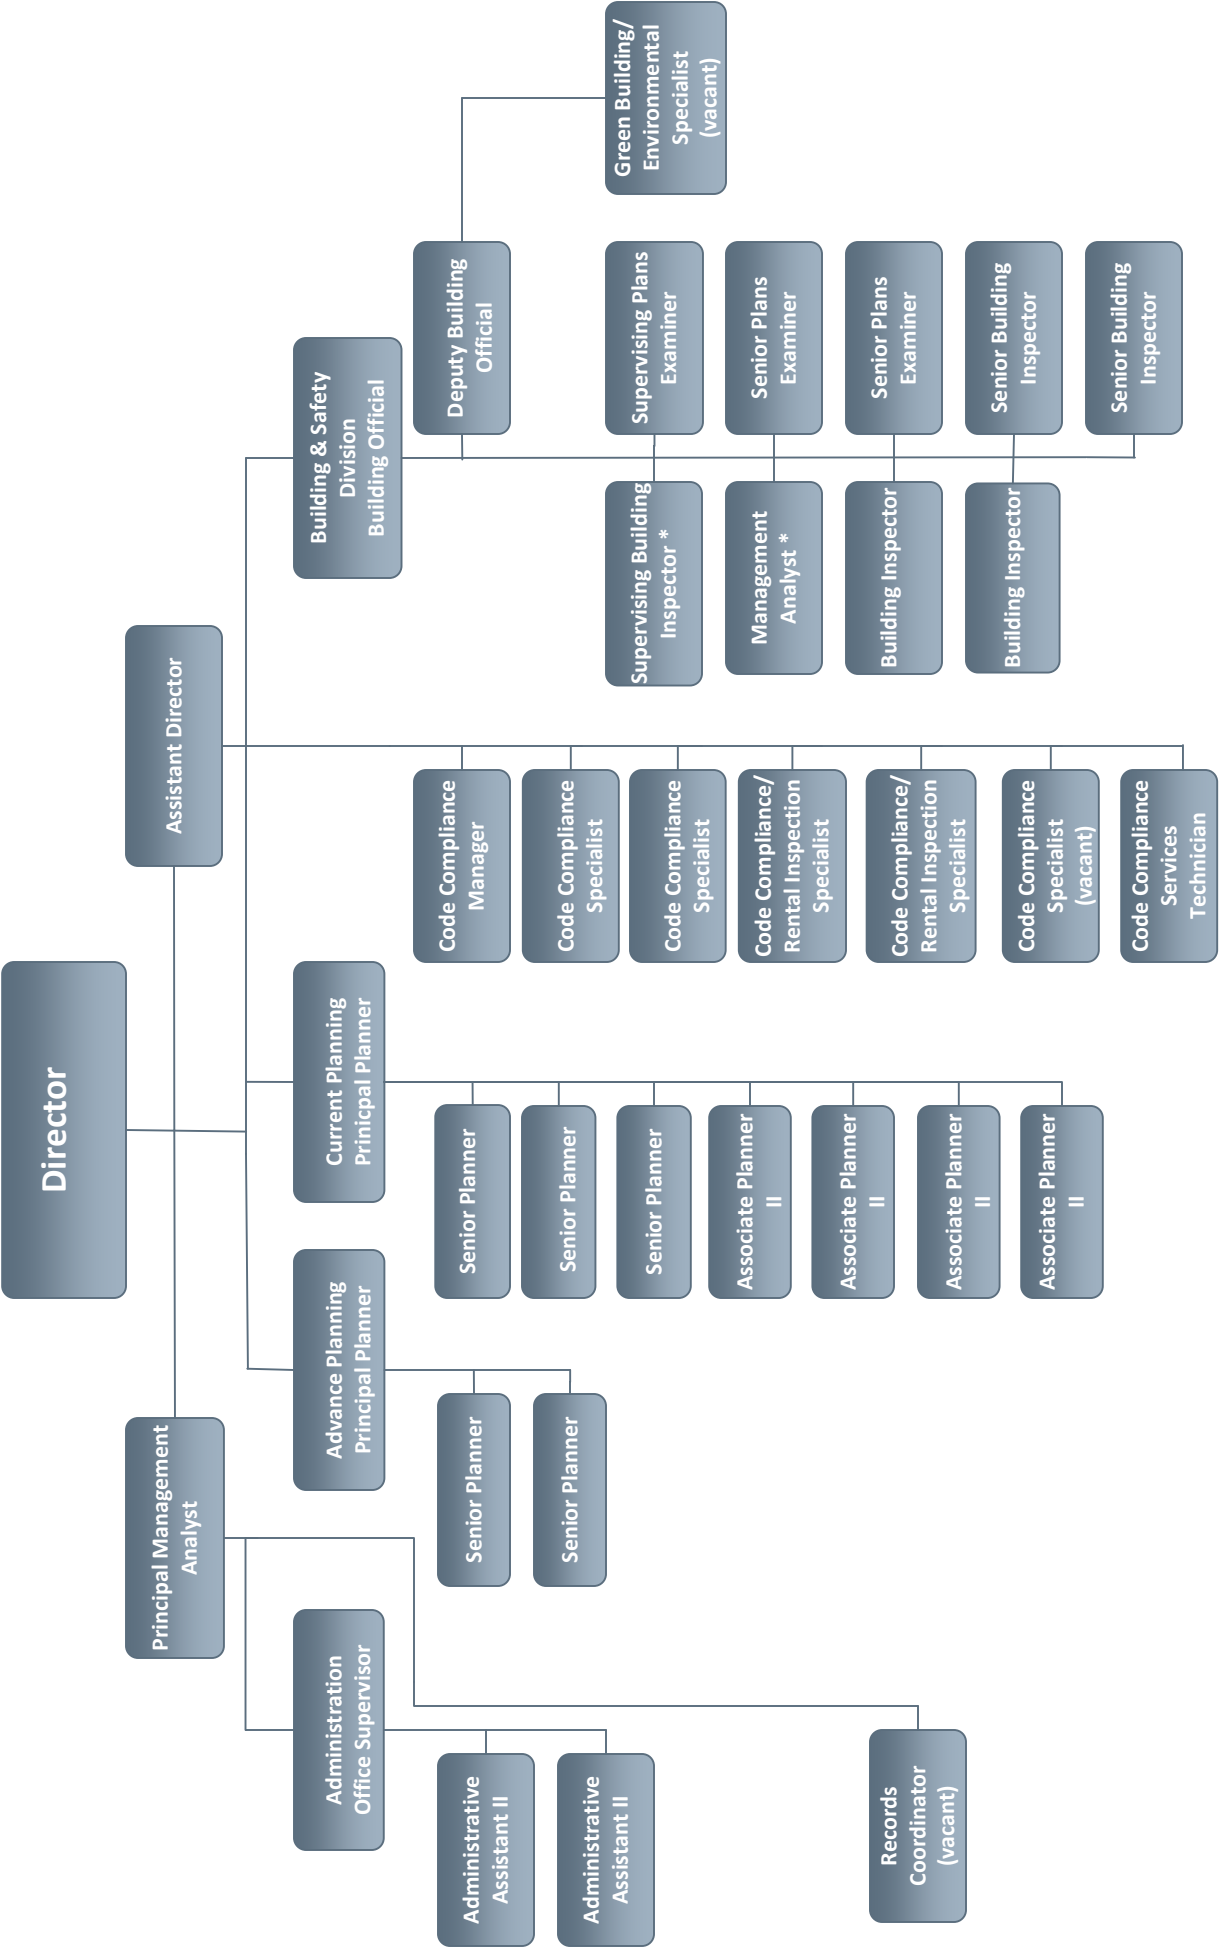 Director
Principal Management
Analyst
Assistant Director
Administration
Office Supervisor
Advance Planning
Principal Planner
Current Planning
Prinicpal Planner
Building & Safety
Division
Building Official
Administrative
Assistant II
Administrative
Assistant II
Records
Coordinator
(vacant)
Senior Planner
Senior Planner
Senior Planner
Senior Planner
Senior Planner
Associate Planner
II
Associate Planner
II
Associate Planner
II
Associate Planner
II
Code Compliance
Manager
Code Compliance
Specialist
Code Compliance
Specialist
Code Compliance/
Rental Inspection
Specialist
Code Compliance/
Rental Inspection
Specialist
Code Compliance
Specialist
(vacant)
Code Compliance
Services
Technician
Deputy Building
Official
Supervising Building
Inspector *
Management
Analyst *
Building Inspector
Building Inspector
Supervising Plans
Examiner
Senior Plans
Examiner
Senior Plans
Examiner
Senior Building
Inspector
Senior Building
Inspector
Green Building/
Environmental
Specialist
(vacant)